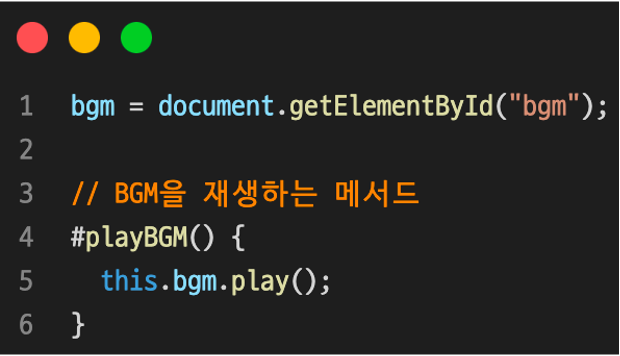 1 bgm = document.getElementById("bgm");
2
3 // BGM을 재생하는 메서드
4 #playBGM() {
5 this.bgm.play();
6 }